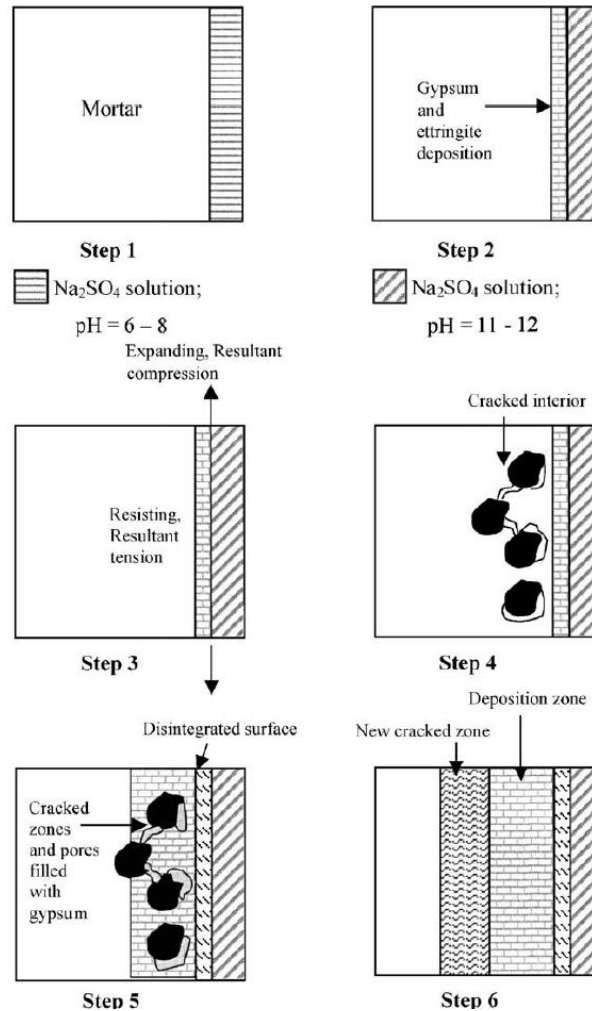 Mortar
Step 1
Na₂SO₄ solution;
pH = 6 – 8
Gypsum
and
ettringite
deposition
Step 2
Na₂SO₄ solution;
pH = 11 - 12
Expanding, Resultant
compression
Resisting,
Resultant
tension
Step 3
Cracked interior
Step 4
Disintegrated surface
Cracked
zones
and pores
filled
with
gypsum
Step 5
Deposition zone
New cracked zone
Step 6